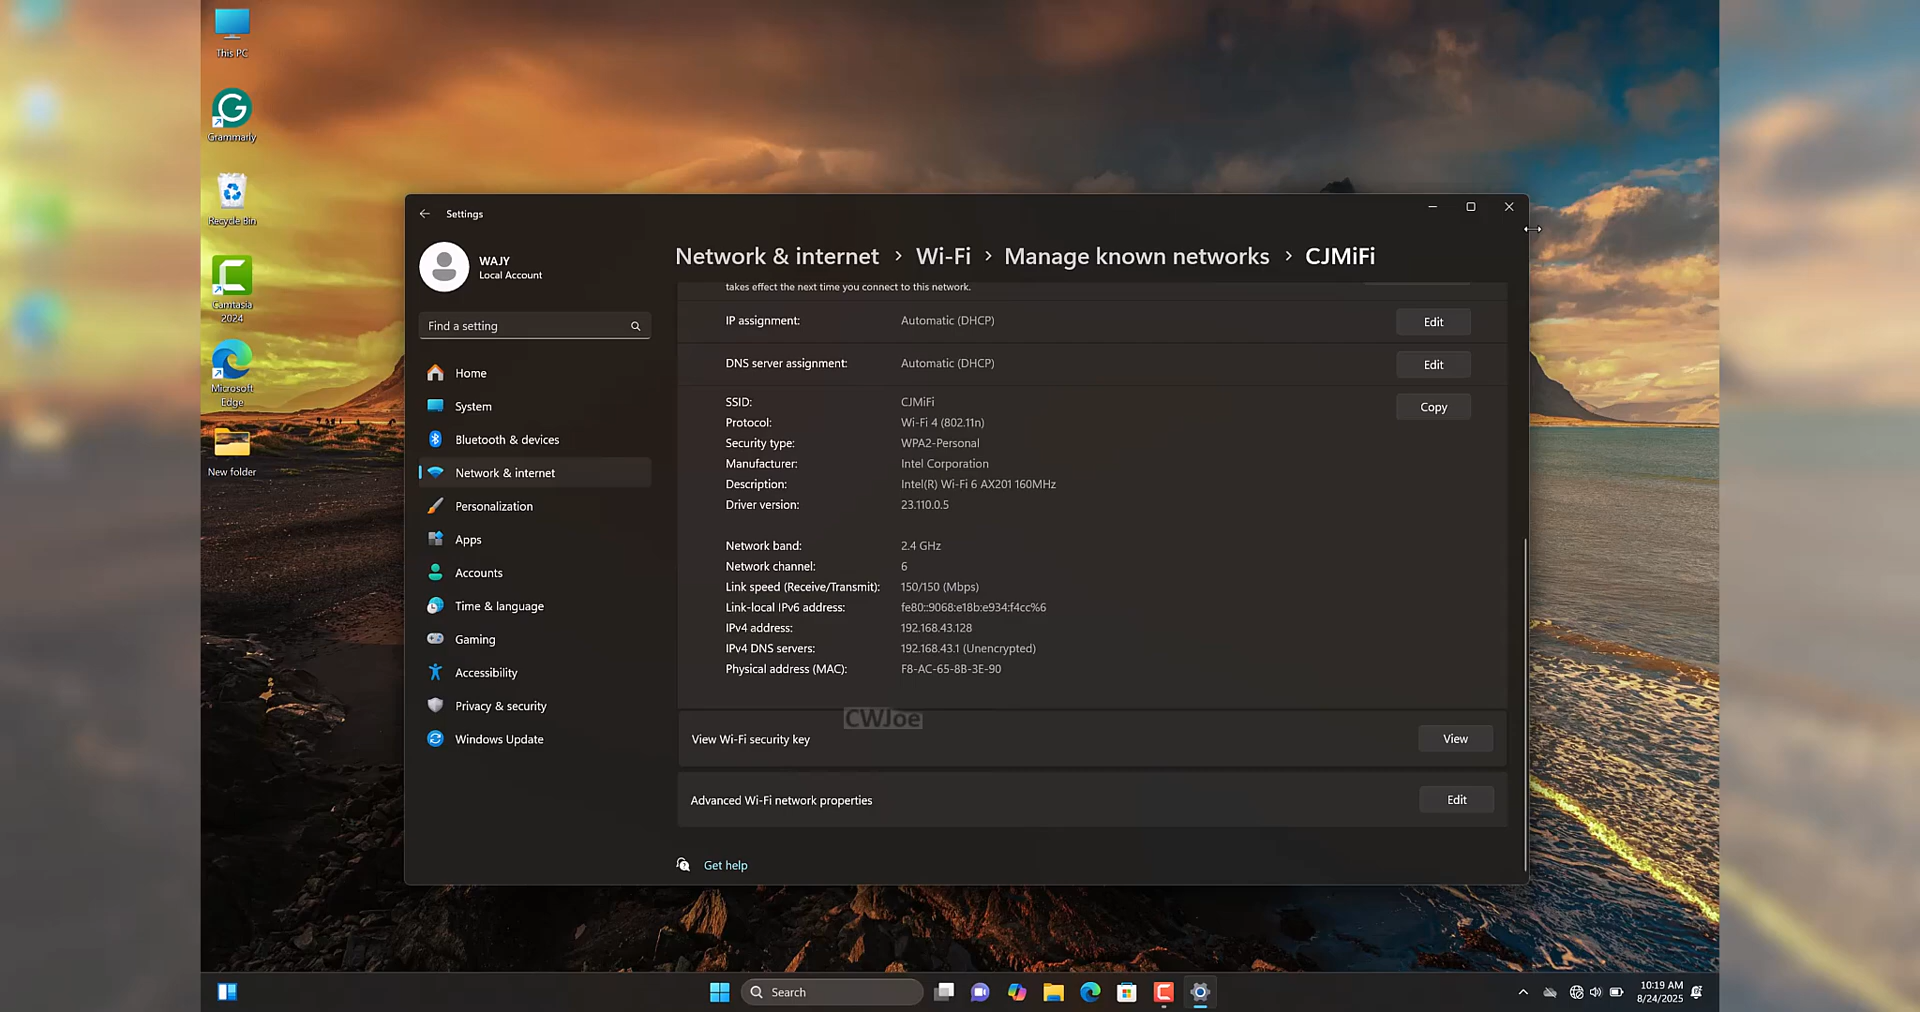 This PC
Grammarly
Recycle Bin
Camtasia
2024
Microsoft
Edge
New folder
Settings
WAJY
Local Account
Find a setting
Home
System
Bluetooth & devices
Network & internet
Personalization
Apps
Accounts
Time & language
Gaming
Accessibility
Privacy & security
Windows Update
Network & internet > Wi-Fi > Manage known networks > CJMiFi
takes effect the next time you connect to this network.
IP assignment: Automatic (DHCP) Edit
DNS server assignment: Automatic (DHCP) Edit
SSID: CJMiFi Copy
Protocol: Wi-Fi 4 (802.11n)
Security type: WPA2-Personal
Manufacturer: Intel Corporation
Description: Intel(R) Wi-Fi 6 AX201 160MHz
Driver version: 23.110.0.5
Network band: 2.4 GHz
Network channel: 6
Link speed (Receive/Transmit): 150/150 (Mbps)
Link-local IPv6 address: fe80::9068:e18b:e934:f4cc%6
IPv4 address: 192.168.43.128
IPv4 DNS servers: 192.168.43.1 (Unencrypted)
Physical address (MAC): F8-AC-65-8B-3E-90
CWJoe
View Wi-Fi security key View
Advanced Wi-Fi network properties Edit
Get help
Search
10:19 AM
8/24/2025